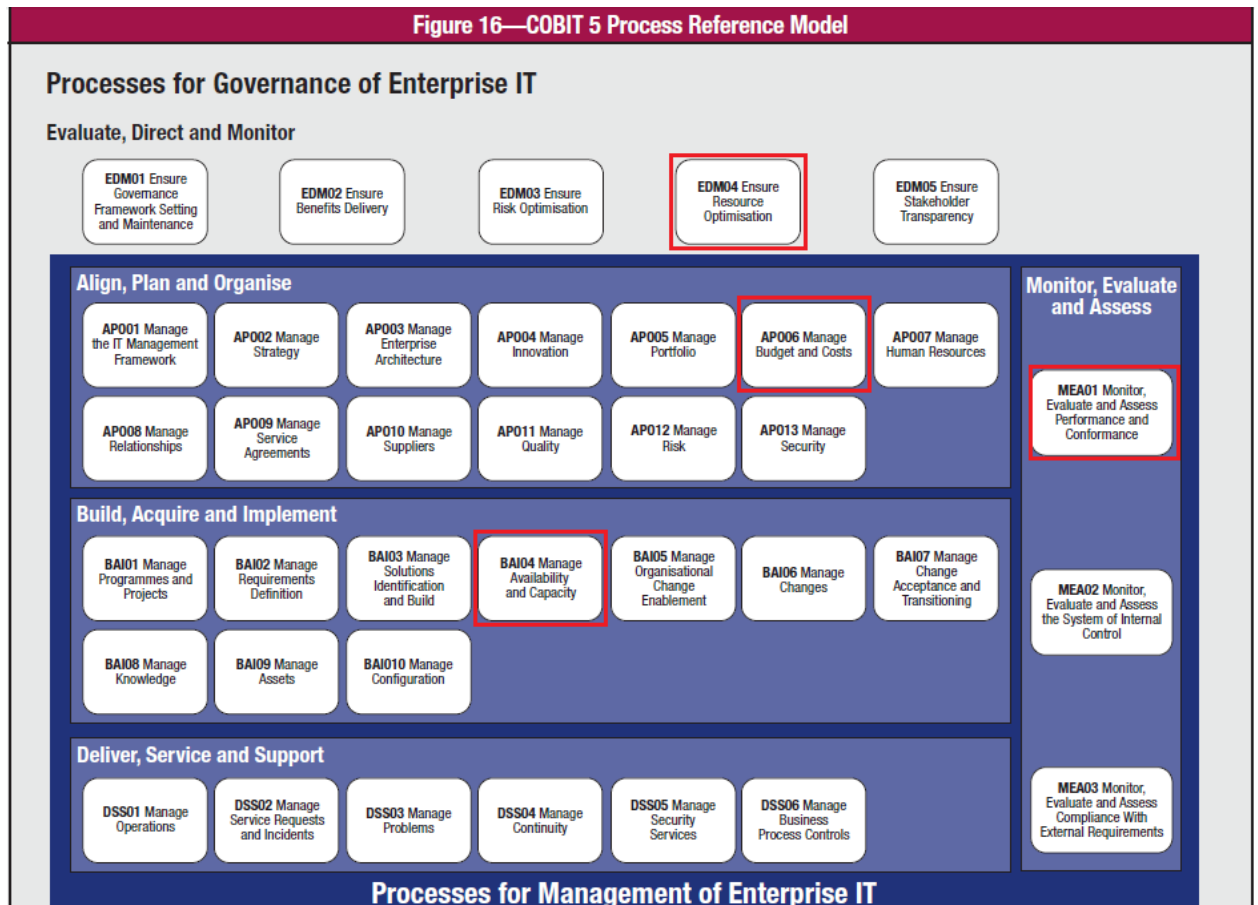 Figure 16—COBIT 5 Process Reference Model
Processes for Governance of Enterprise IT
Evaluate, Direct and Monitor
EDM01 Ensure
Governance
Framework Setting
and Maintenance
EDM02 Ensure
Benefits Delivery
EDM03 Ensure
Risk Optimisation
EDM04 Ensure
Resource
Optimisation
EDM05 Ensure
Stakeholder
Transparency
Align, Plan and Organise
AP001 Manage
the IT Management
Framework
AP002 Manage
Strategy
AP003 Manage
Enterprise
Architecture
AP004 Manage
Innovation
AP005 Manage
Portfolio
AP006 Manage
Budget and Costs
AP007 Manage
Human Resources
AP008 Manage
Relationships
AP009 Manage
Service
Agreements
AP010 Manage
Suppliers
AP011 Manage
Quality
AP012 Manage
Risk
AP013 Manage
Security
Build, Acquire and Implement
BAI01 Manage
Programmes and
Projects
BAI02 Manage
Requirements
Definition
BAI03 Manage
Solutions
Identification
and Build
BAI04 Manage
Availability
and Capacity
BAI05 Manage
Organisational
Change
Enablement
BAI06 Manage
Changes
BAI07 Manage
Change
Acceptance and
Transitioning
BAI08 Manage
Knowledge
BAI09 Manage
Assets
BAI010 Manage
Configuration
Deliver, Service and Support
DSS01 Manage
Operations
DSS02 Manage
Service Requests
and Incidents
DSS03 Manage
Problems
DSS04 Manage
Continuity
DSS05 Manage
Security
Services
DSS06 Manage
Business
Process Controls
Monitor, Evaluate
and Assess
MEA01 Monitor,
Evaluate and Assess
Performance and
Conformance
MEA02 Monitor,
Evaluate and Assess
the System of Internal
Control
MEA03 Monitor,
Evaluate and Assess
Compliance With
External Requirements
Processes for Management of Enterprise IT